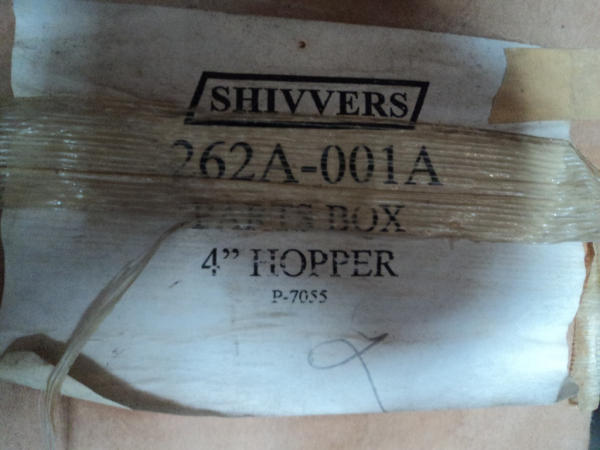 SHIVVERS
262A-001A
PARTS BOX
4" HOPPER
P-7055